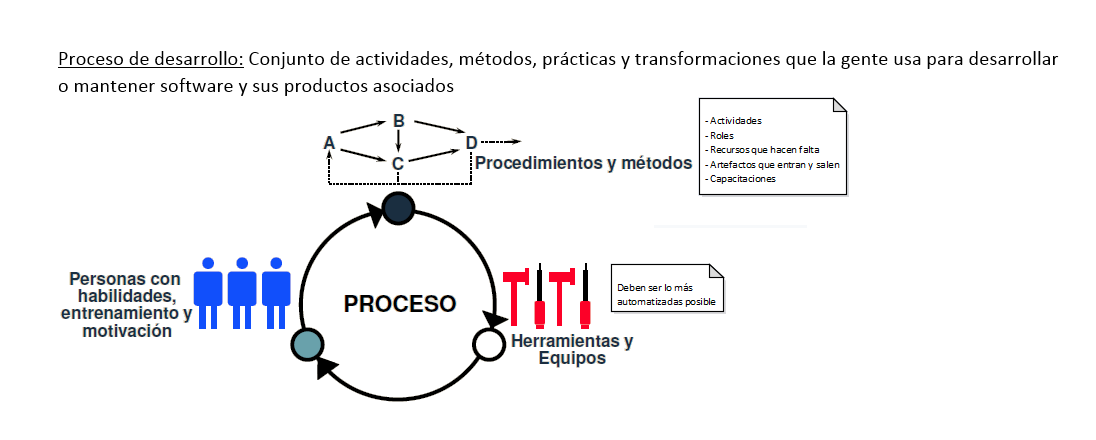 Proceso de desarrollo: Conjunto de actividades, métodos, prácticas y transformaciones que la gente usa para desarrollar
o mantener software y sus productos asociados
B
A
D
C
Procedimientos y métodos
- Actividades
- Roles
- Recursos que hacen falta
- Artefactos que entran y salen
- Capacitaciones
Personas con
habilidades,
entrenamiento y
motivación
PROCESO
Herramientas y
Equipos
Deben ser lo más
automatizadas posible